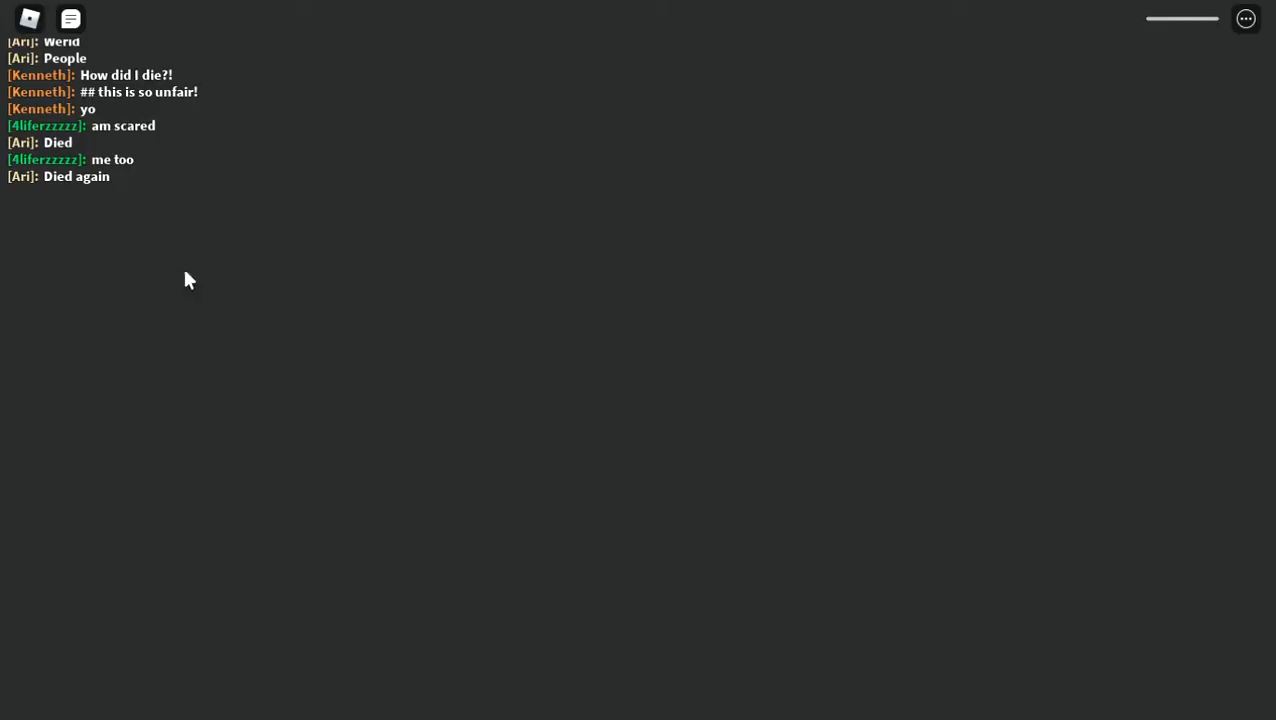 [Ari]: Werid
[Ari]: People
[Kenneth]: How did I die?!
[Kenneth]: ## this is so unfair!
[Kenneth]: yo
[4liferzzzzz]: am scared
[Ari]: Died
[4liferzzzzz]: me too
[Ari]: Died again